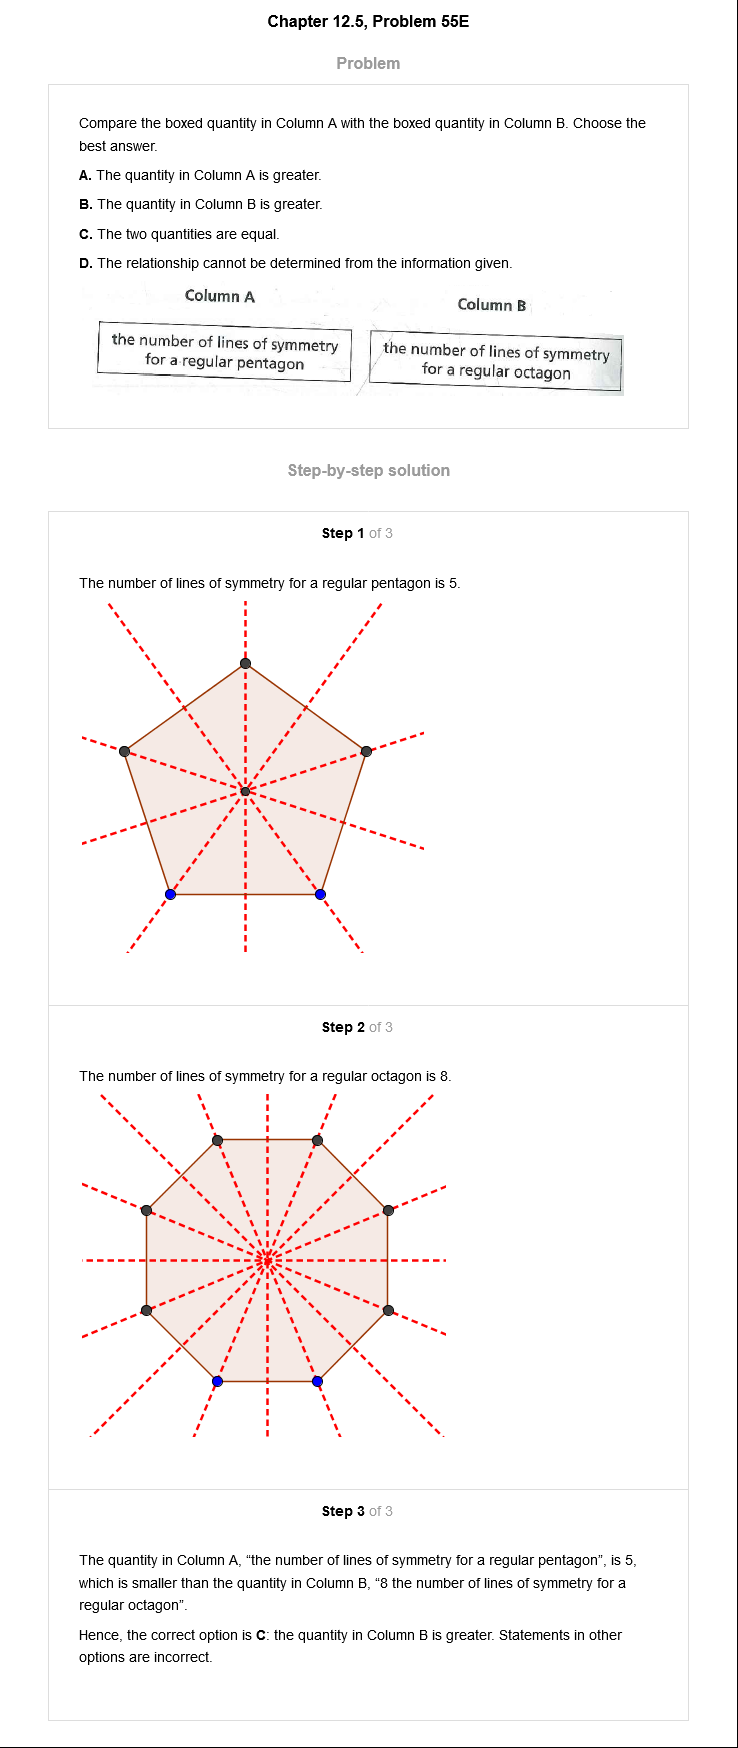 Chapter 12.5, Problem 55E
Problem
Compare the boxed quantity in Column A with the boxed quantity in Column B. Choose the
best answer.
A. The quantity in Column A is greater.
B. The quantity in Column B is greater.
C. The two quantities are equal.
D. The relationship cannot be determined from the information given.
Column A
the number of lines of symmetry
for a regular pentagon
Column B
the number of lines of symmetry
for a regular octagon
Step-by-step solution
Step 1 of 3
The number of lines of symmetry for a regular pentagon is 5.
Step 2 of 3
The number of lines of symmetry for a regular octagon is 8.
Step 3 of 3
The quantity in Column A, “the number of lines of symmetry for a regular pentagon”, is 5,
which is smaller than the quantity in Column B, “8 the number of lines of symmetry for a
regular octagon”.
Hence, the correct option is C: the quantity in Column B is greater. Statements in other
options are incorrect.